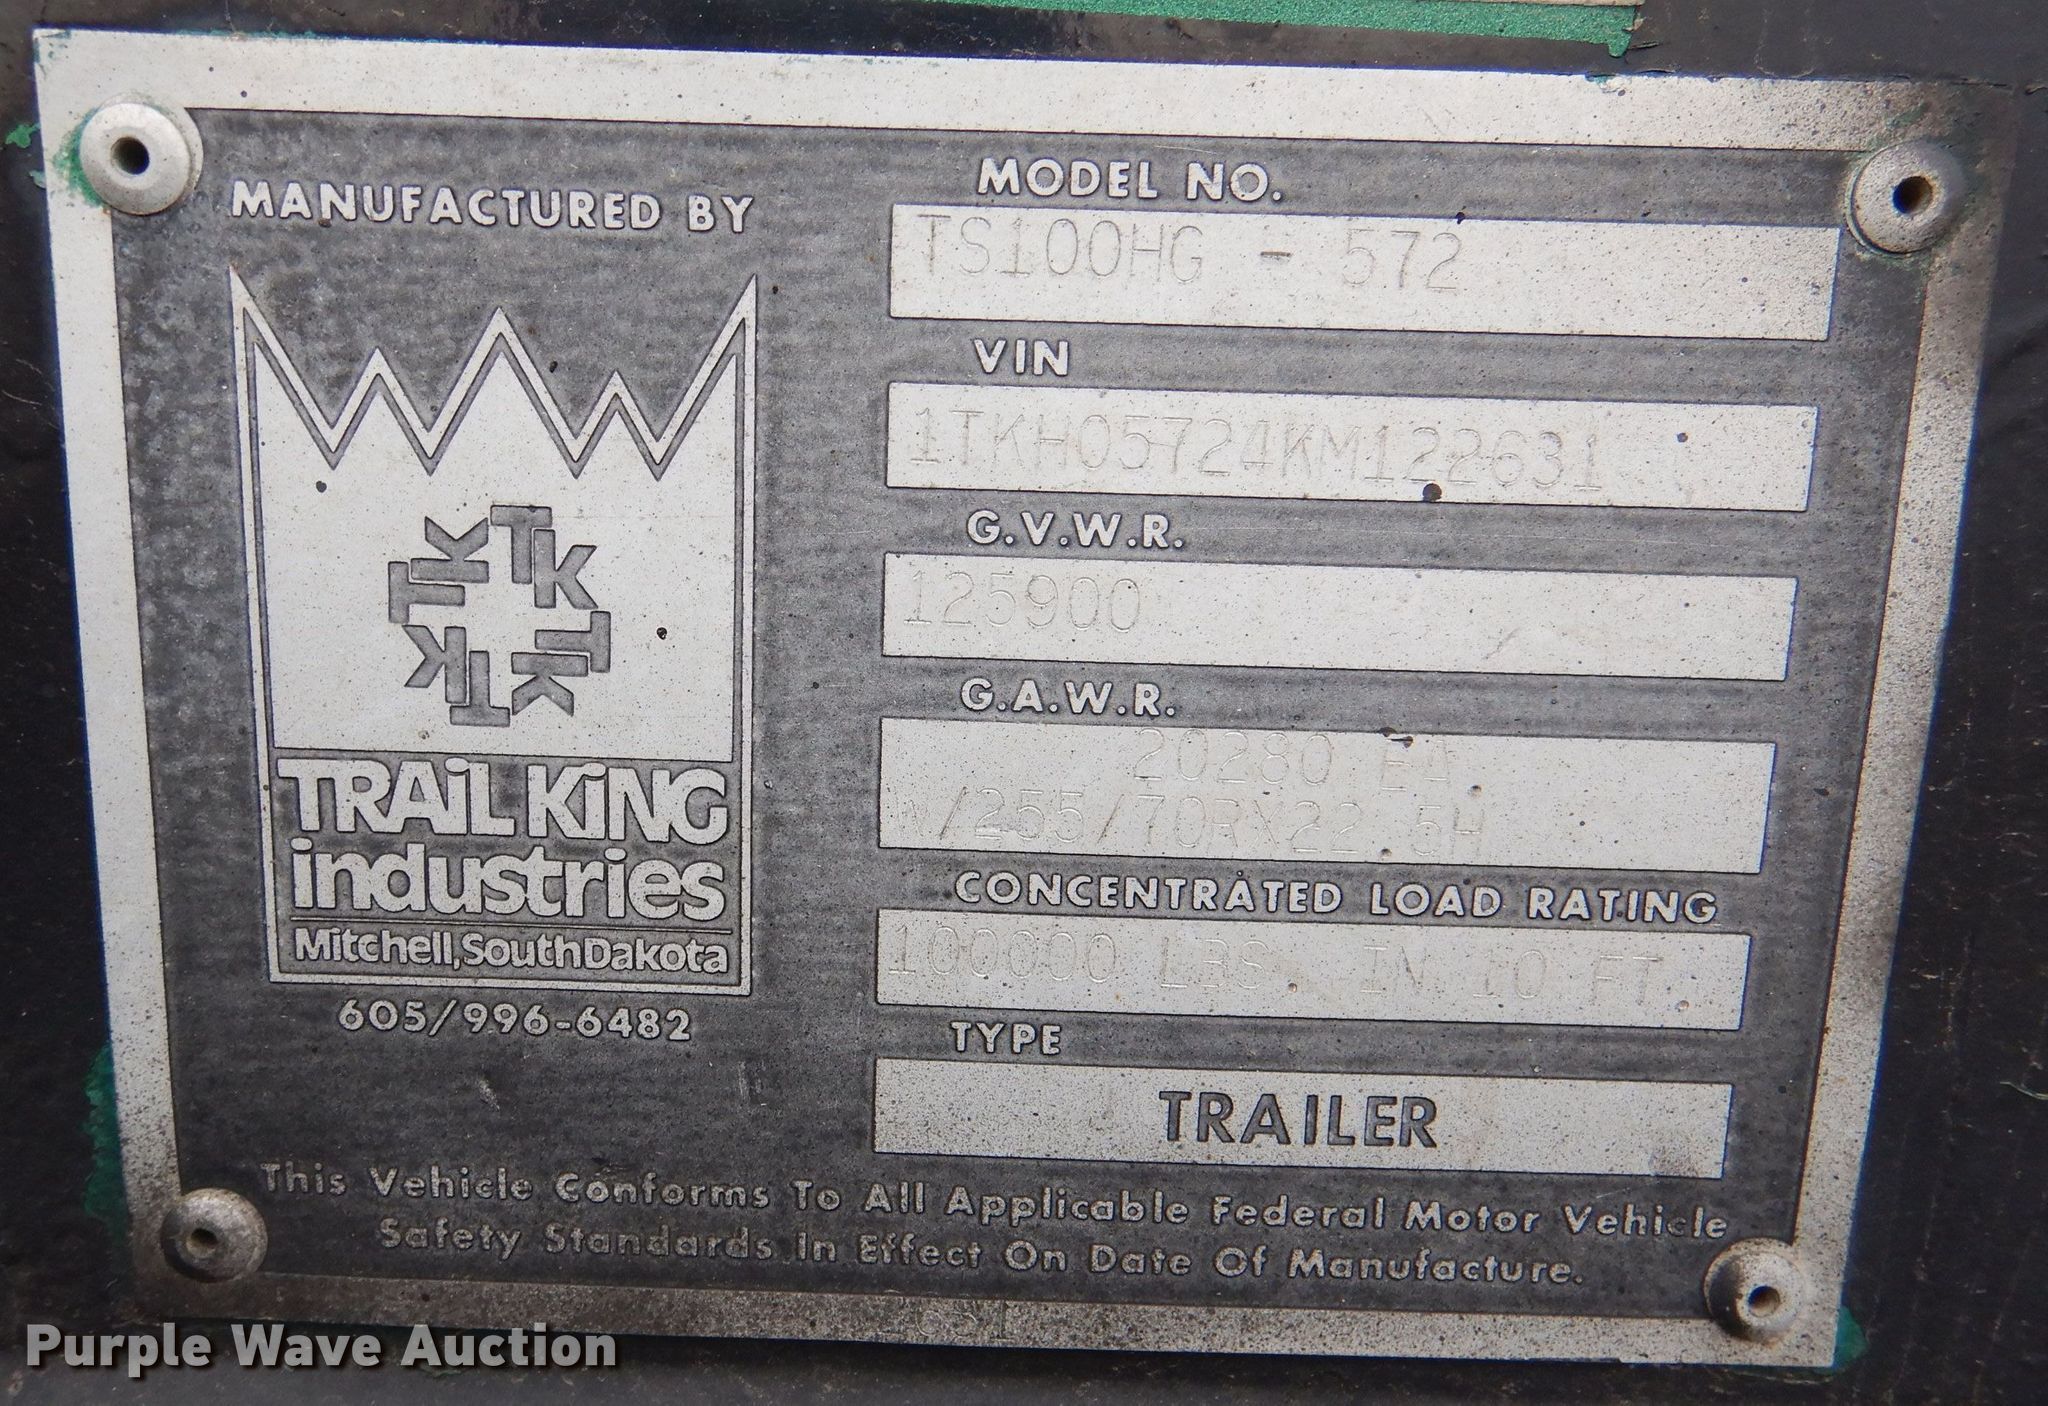 MANUFACTURED BY
TRAIL KING
industries
Mitchell, South Dakota
605/996-6482
MODEL NO.
TS100HG - 572
VIN
1TKH05724KM122631
G.V.W.R.
125900
G.A.W.R.
20280 EA.
W/255/70RX22.5H
CONCENTRATED LOAD RATING
100000 LBS. IN 10 FT.
TYPE
TRAILER
This Vehicle Conforms To All Applicable Federal Motor Vehicle
Safety Standards In Effect On Date Of Manufacture.
Purple Wave Auction